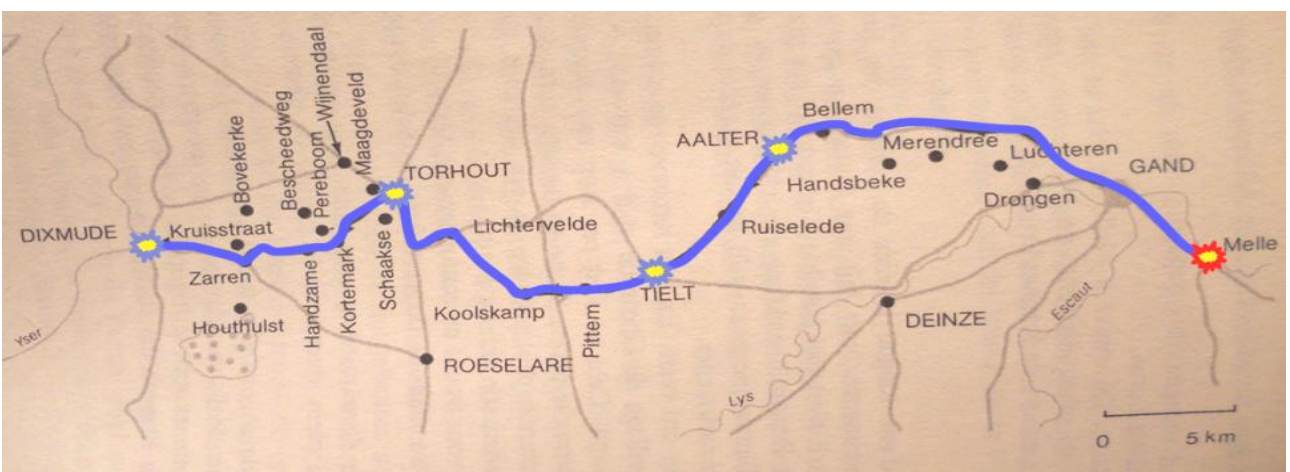 DIXMUDE
Kruisstraat
Bovekerke
Zarren
Houthulst
Yser
Bescheedweg
Pereboom
Wijnendaal
Maagdeveld
Handzame
Kortemark
Schaakse
TORHOUT
Lichtervelde
Koolskamp
ROESELARE
Pittem
TIELT
AALTER
Ruiselede
Bellem
Handsbeke
Merendree
Luchteren
Drongen
GAND
Melle
DEINZE
Escaut
Lys
0 5 km